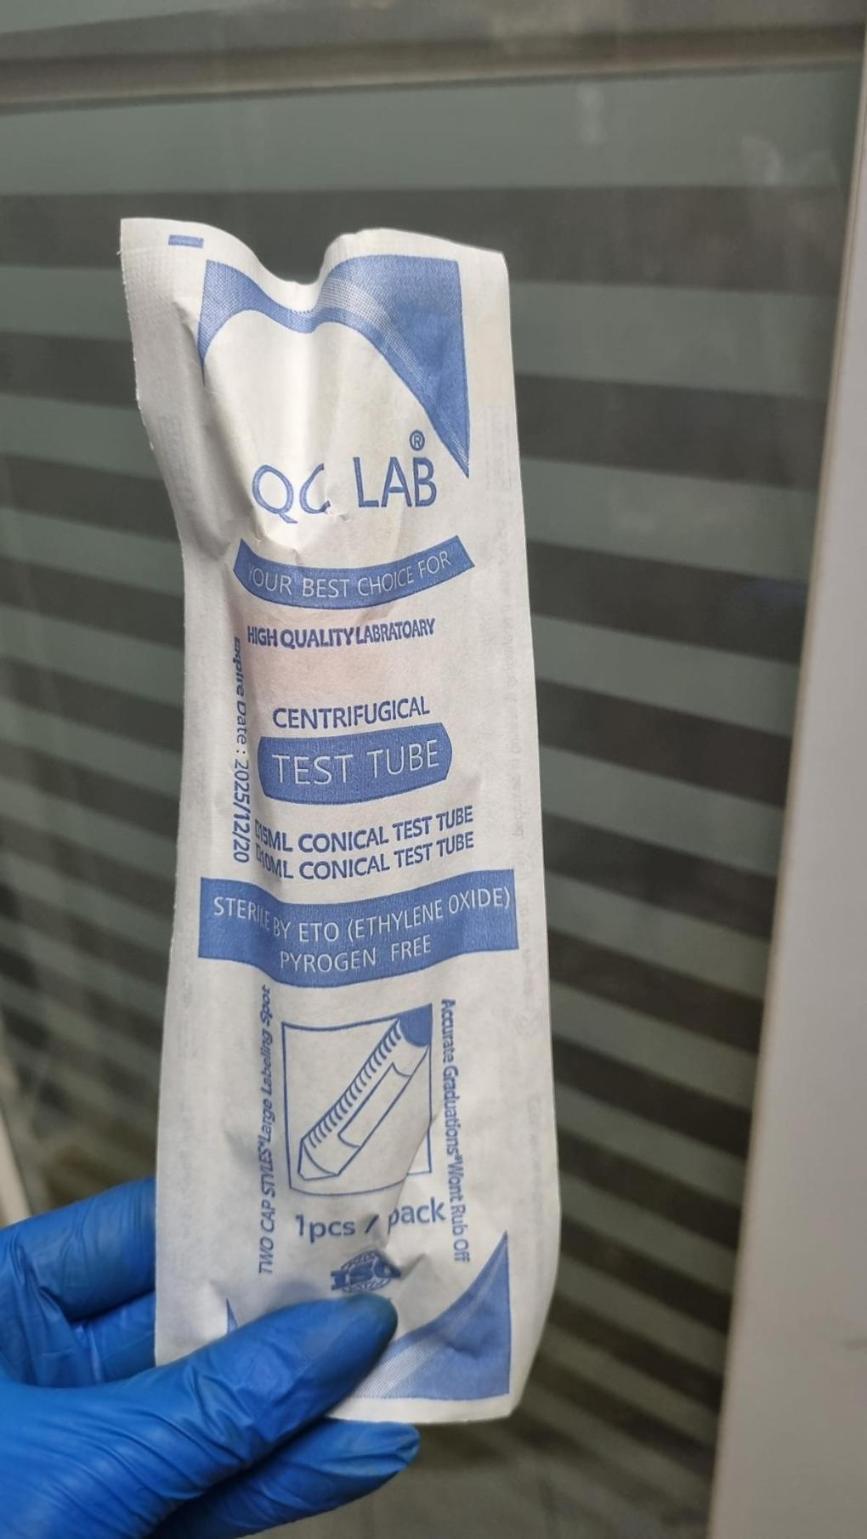 QC LAB®
YOUR BEST CHOICE FOR
HIGH QUALITY LABRATOARY
CENTRIFUGICAL
TEST TUBE
Expire Date : 2025/12/20
15ML CONICAL TEST TUBE
10ML CONICAL TEST TUBE
STERILE BY ETO (ETHYLENE OXIDE)
PYROGEN FREE
TWO CAP STYLES*Large Labeling Spot
Accurate Graduations*Wont Rub Off
1pcs / pack
ISO